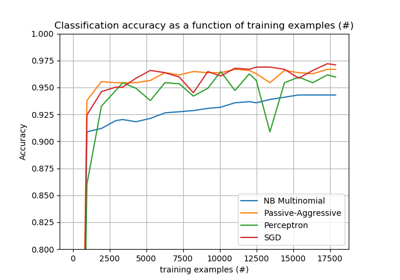 Classification accuracy as a function of training examples (#)
1.000
0.975
0.950
0.925
0.900
0.875
0.850
0.825
0.800
Accuracy
NB Multinomial
Passive-Aggressive
Perceptron
SGD
0 2500 5000 7500 10000 12500 15000 17500
training examples (#)